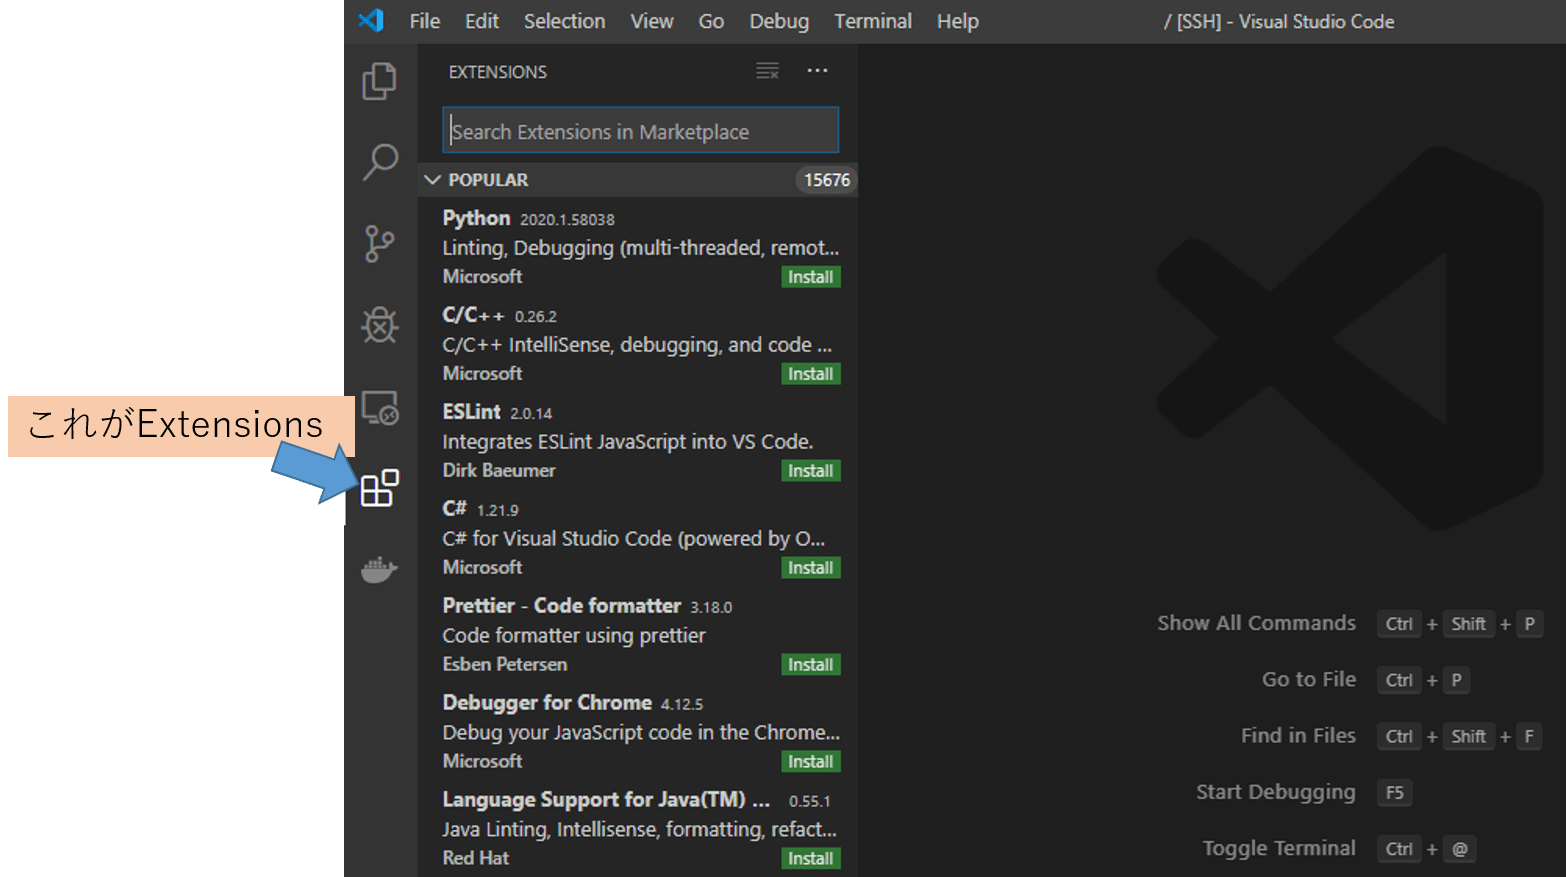 File Edit Selection View Go Debug Terminal Help / [SSH] - Visual Studio Code
EXTENSIONS
Search Extensions in Marketplace
POPULAR 15676
Python 2020.1.58038
Linting, Debugging (multi-threaded, remot...
Microsoft Install
C/C++ 0.26.2
C/C++ IntelliSense, debugging, and code ...
Microsoft Install
ESLint 2.0.14
Integrates ESLint JavaScript into VS Code.
Dirk Baeumer Install
C# 1.21.9
C# for Visual Studio Code (powered by O...
Microsoft Install
Prettier - Code formatter 3.18.0
Code formatter using prettier
Esben Petersen Install
Debugger for Chrome 4.12.5
Debug your JavaScript code in the Chrome...
Microsoft Install
Language Support for Java(TM) ... 0.55.1
Java Linting, Intellisense, formatting, refact...
Red Hat Install
これがExtensions
Show All Commands Ctrl + Shift + P
Go to File Ctrl + P
Find in Files Ctrl + Shift + F
Start Debugging F5
Toggle Terminal Ctrl + @